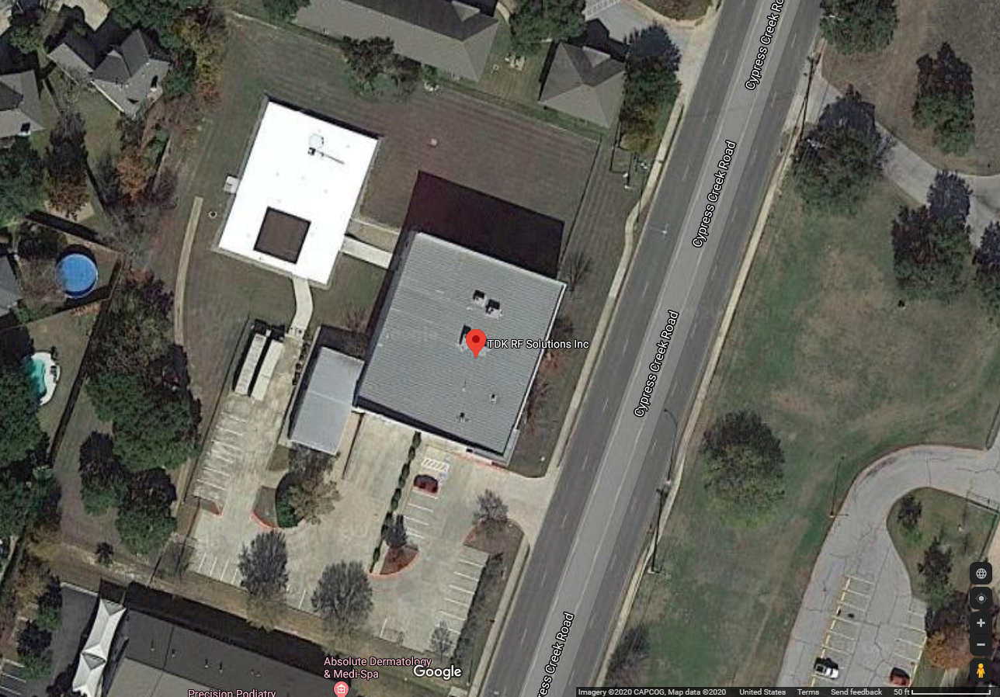 Cypress Creek Ro
Cypress Creek Road
TDK RF Solutions Inc
Cypress Creek Road
ress Creek Road
Absolute Dermatology
& Medi-Spa
Google
Precision Podiatry
Imagery ©2020 CAPCOG, Map data ©2020 United States Terms Send feedback 50 ft